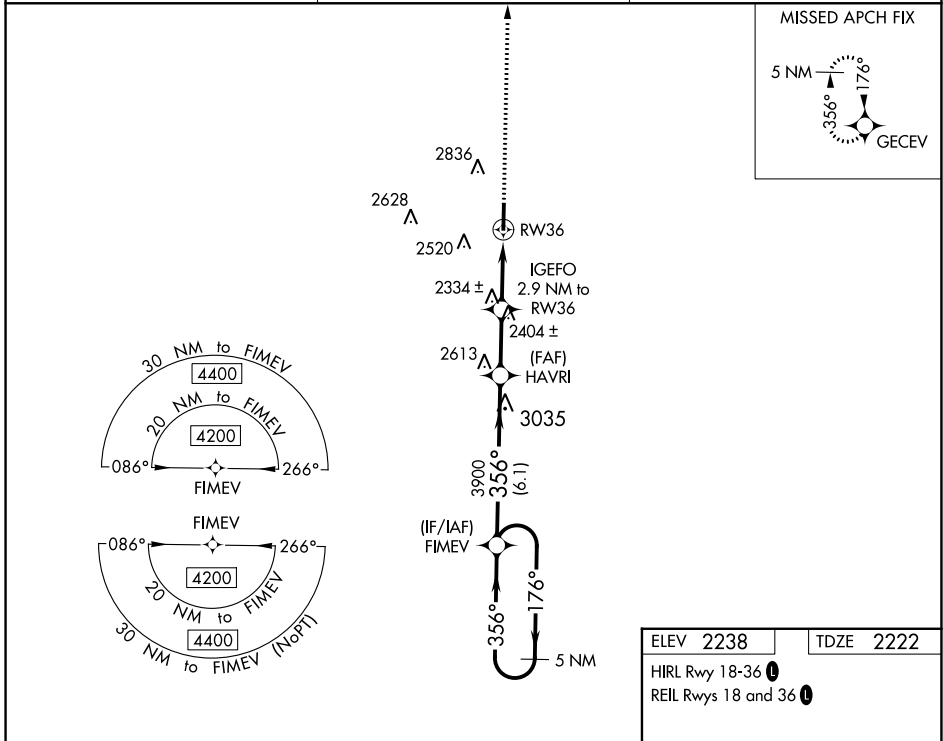 MISSED APCH FIX
5 NM
176°
356°
GECEV
2836
2628
2520
RW36
IGEFO
2.9 NM to
RW36
2334 ±
2404 ±
2613
(FAF)
HAVRI
3035
3900
356°
(6.1)
(IF/IAF)
FIMEV
356°
176°
5 NM
30 NM to FIMEV
4400
20 NM to FIMEV
4200
086°
266°
FIMEV
FIMEV
086°
266°
4200
20 NM to FIMEV
4400
30 NM to FIMEV (NoPT)
ELEV 2238
TDZE 2222
HIRL Rwy 18-36 L
REIL Rwys 18 and 36 L